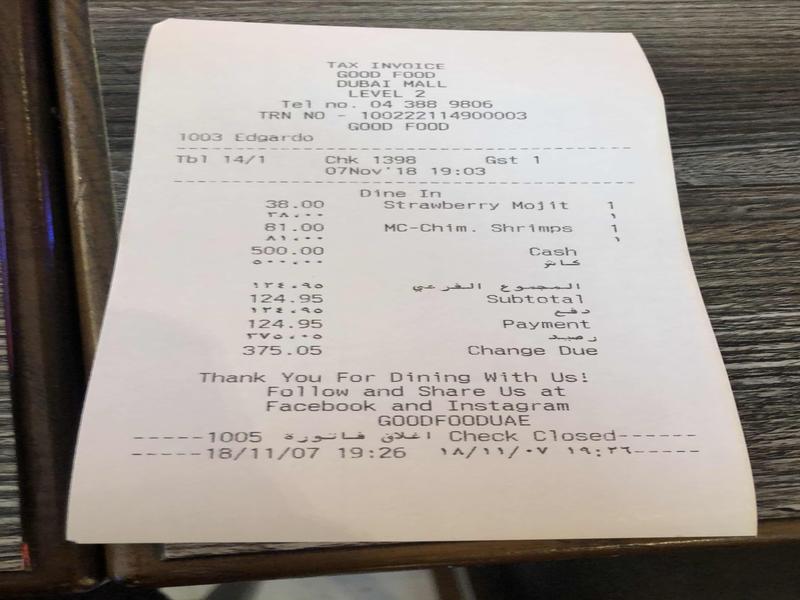 TAX INVOICE
GOOD FOOD
DUBAI MALL
LEVEL 2
Tel no. 04 388 9806
TRN NO - 100222114900003
GOOD FOOD
1003 Edgardo
Tbl 14/1 Chk 1398 Gst 1
07Nov'18 19:03
Dine In
38.00 Strawberry Mojit 1
٣٨.٠٠ ١
81.00 MC-Chim. Shrimps 1
٨١.٠٠ ١
500.00 Cash
٥٠٠.٠٠ كاش
١٢٤.٩٥ المجموع الفرعي
124.95 Subtotal
١٢٤.٩٥ دفع
124.95 Payment
٣٧٥.٠٥ رصيد
375.05 Change Due
Thank You For Dining With Us!
Follow and Share Us at
Facebook and Instagram
GOODFOODUAE
-----1005 اغلاق فاتورة Check Closed------
-----18/11/07 19:26 ١٨/١١/٠٧ ١٩:٢٦-----